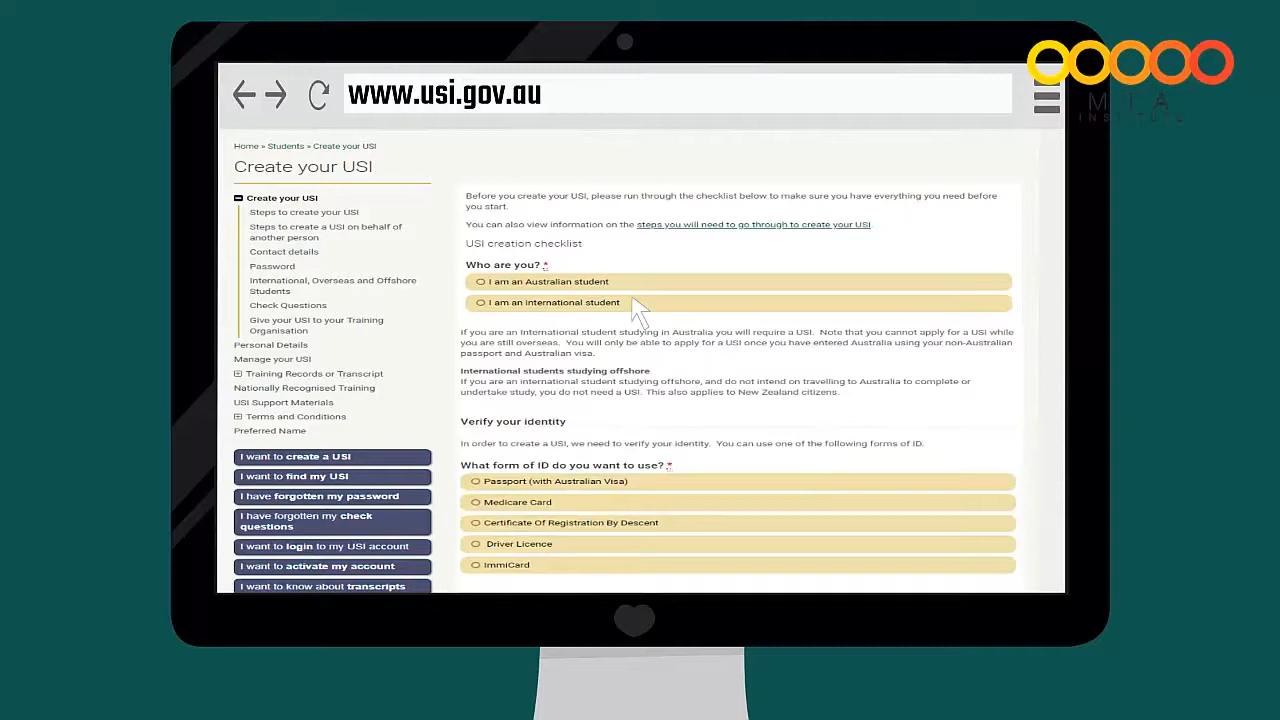 www.usi.gov.au
MIA
INSTITUTE
Home » Students » Create your USI
Create your USI
Create your USI
Steps to create your USI
Steps to create a USI on behalf of
another person
Contact details
Password
International, Overseas and Offshore
Students
Check Questions
Give your USI to your Training
Organisation
Personal Details
Manage your USI
Training Records or Transcript
Nationally Recognised Training
USI Support Materials
Terms and Conditions
Preferred Name
I want to create a USI
I want to find my USI
I have forgotten my password
I have forgotten my check
questions
I want to login to my USI account
I want to activate my account
I want to know about transcripts
Before you create your USI, please run through the checklist below to make sure you have everything you need before
you start.
You can also view information on the steps you will need to go through to create your USI.
USI creation checklist
Who are you? *
I am an Australian student
I am an International student
If you are an International student studying in Australia you will require a USI. Note that you cannot apply for a USI while
you are still overseas. You will only be able to apply for a USI once you have entered Australia using your non-Australian
passport and Australian visa.
International students studying offshore
If you are an international student studying offshore, and do not intend on travelling to Australia to complete or
undertake study, you do not need a USI. This also applies to New Zealand citizens.
Verify your identity
In order to create a USI, we need to verify your identity. You can use one of the following forms of ID.
What form of ID do you want to use? *
Passport (with Australian Visa)
Medicare Card
Certificate Of Registration By Descent
Driver Licence
ImmiCard